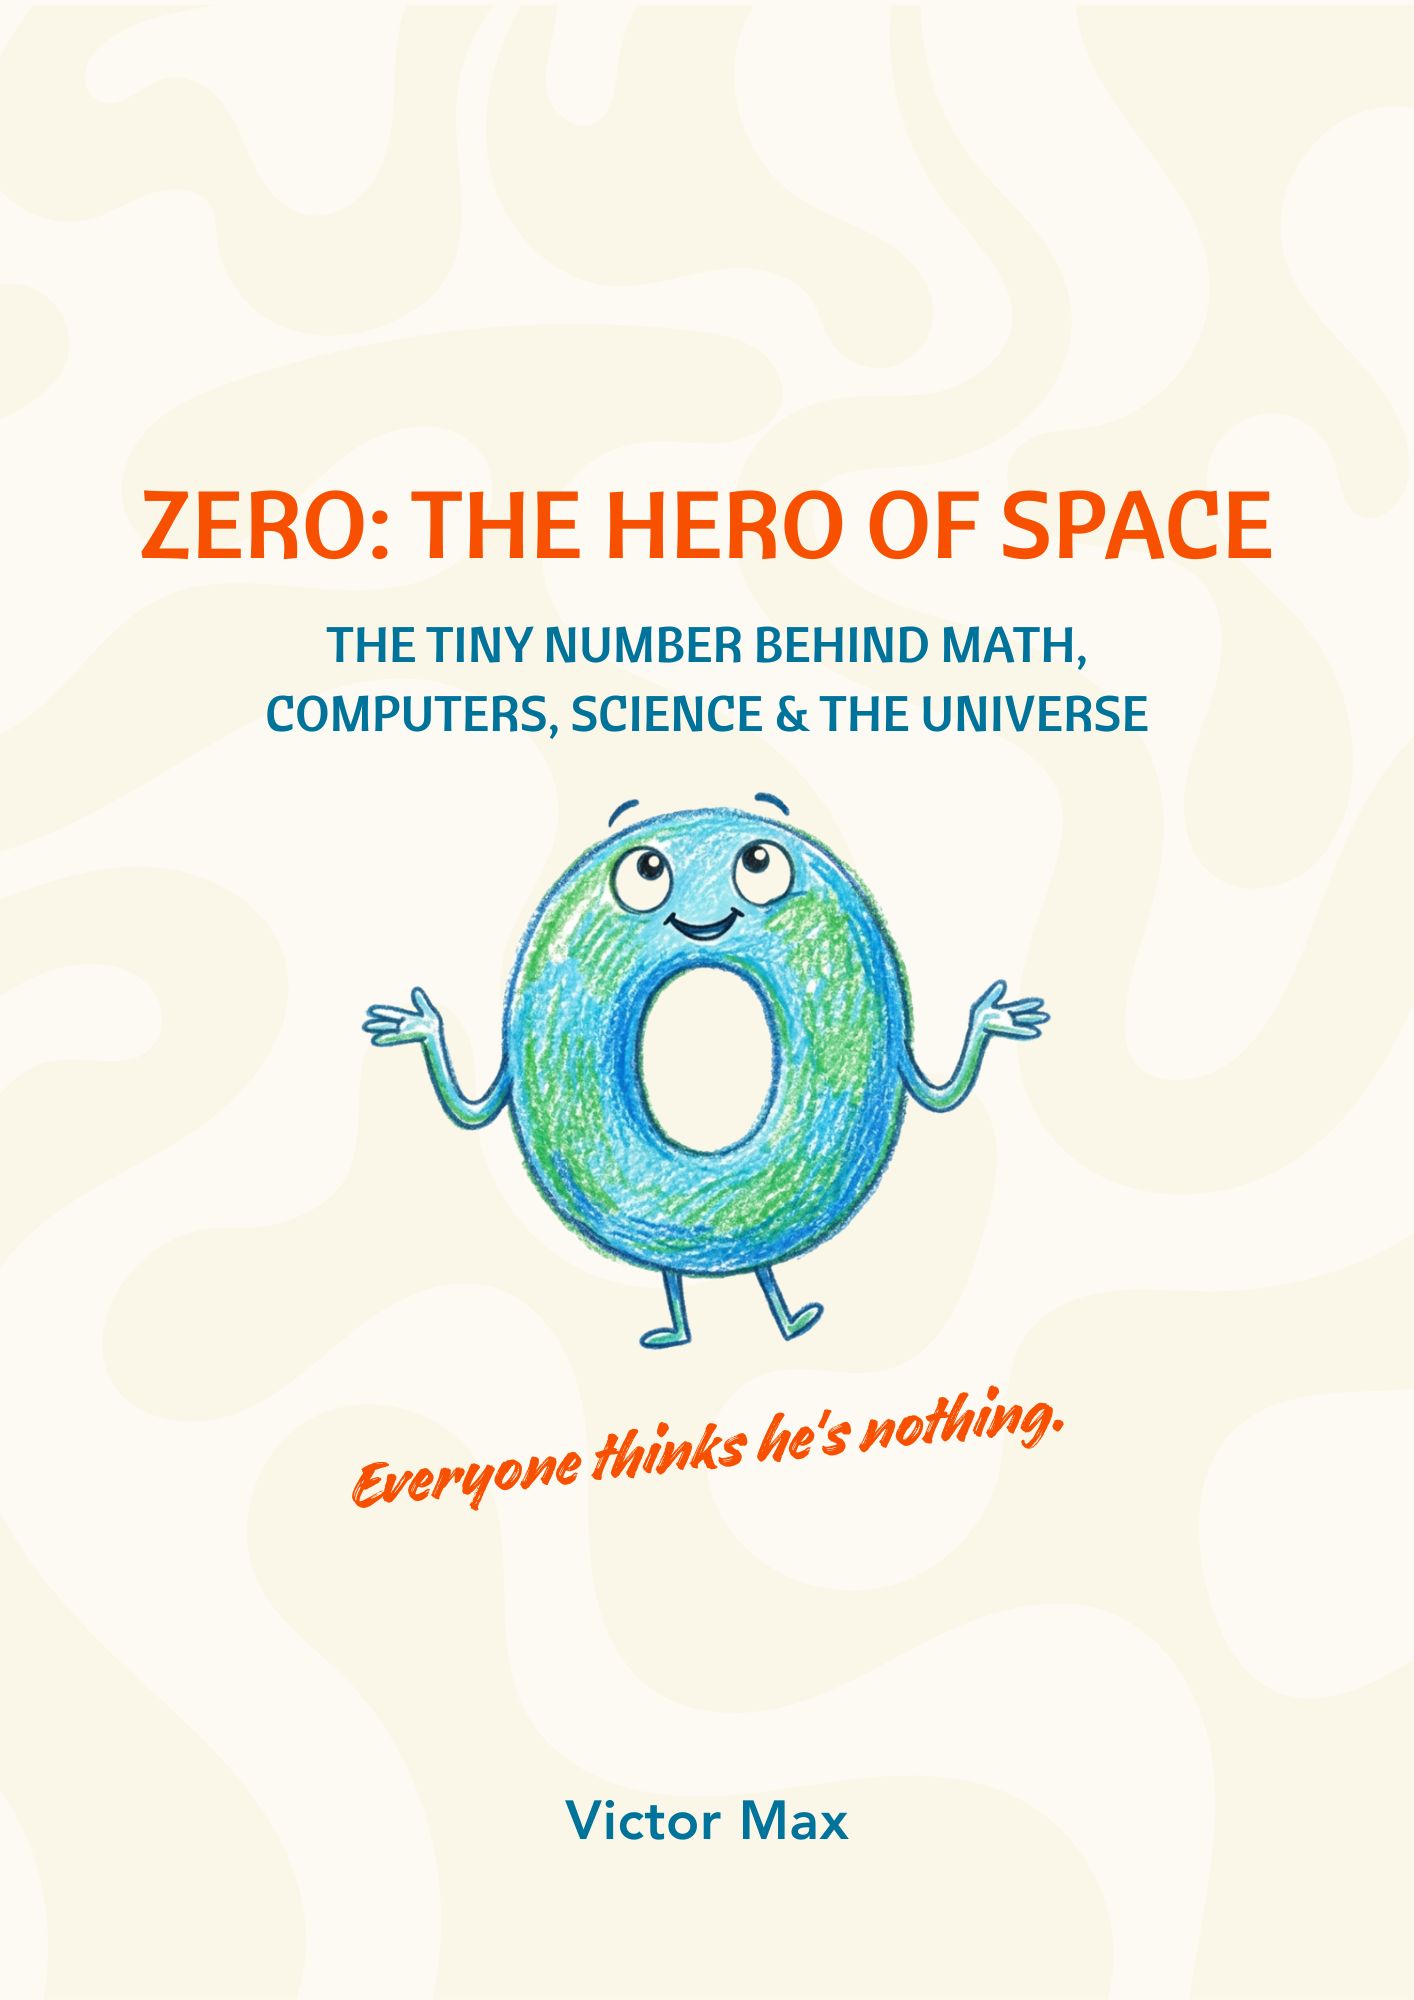 ZERO: THE HERO OF SPACE
THE TINY NUMBER BEHIND MATH,
COMPUTERS, SCIENCE & THE UNIVERSE
Everyone thinks he's nothing.
Victor Max